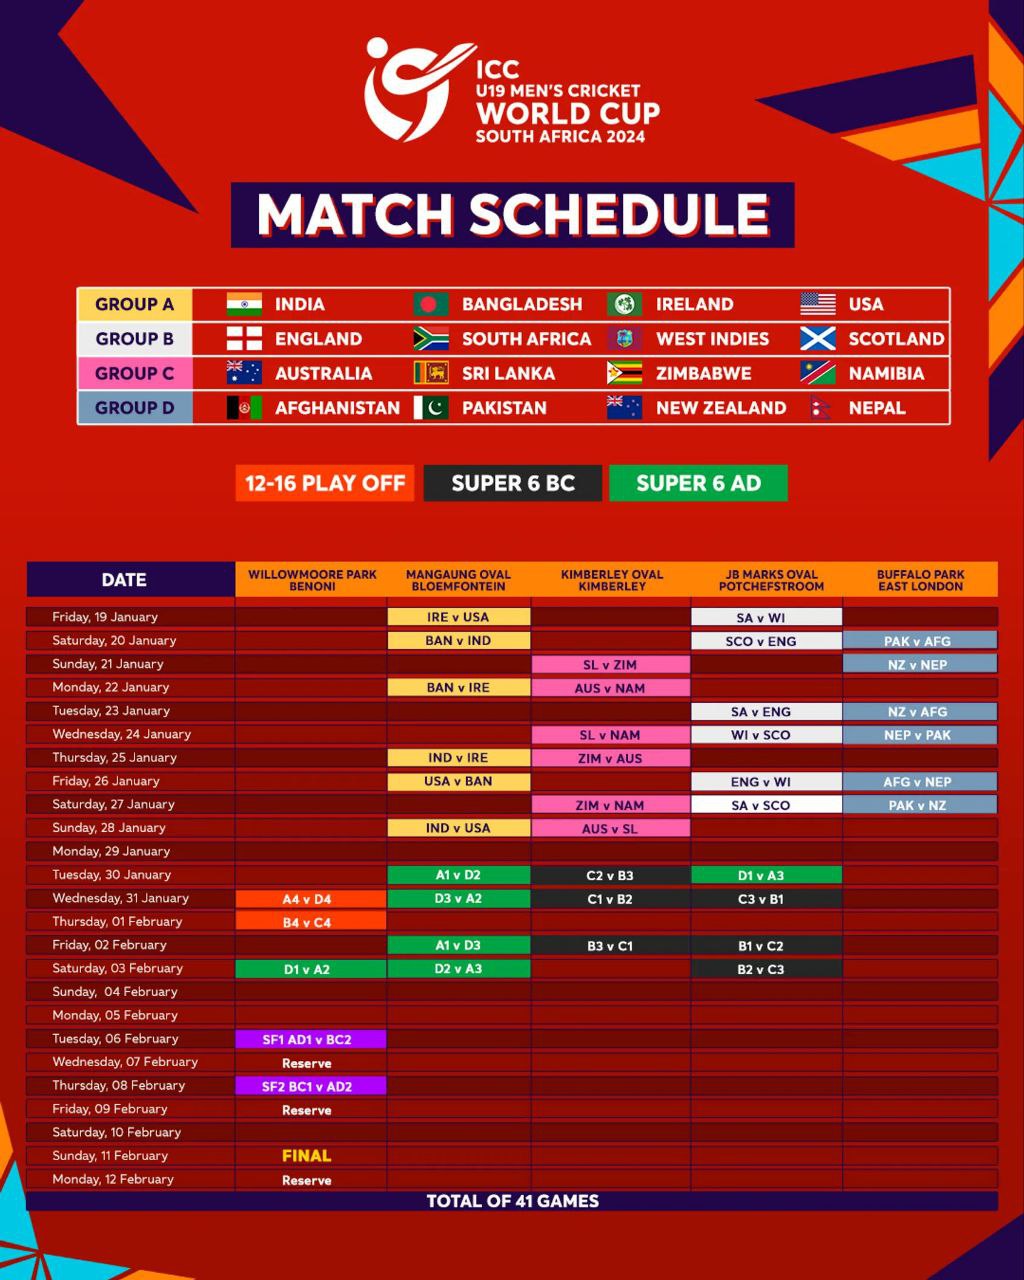 ICC
U19 MEN'S CRICKET
WORLD CUP
SOUTH AFRICA 2024
MATCH SCHEDULE
GROUP A INDIA BANGLADESH IRELAND USA
GROUP B ENGLAND SOUTH AFRICA WEST INDIES SCOTLAND
GROUP C AUSTRALIA SRI LANKA ZIMBABWE NAMIBIA
GROUP D AFGHANISTAN PAKISTAN NEW ZEALAND NEPAL
12-16 PLAY OFF SUPER 6 BC SUPER 6 AD
DATE WILLOWMOORE PARK BENONI MANGAUNG OVAL BLOEMFONTEIN KIMBERLEY OVAL KIMBERLEY JB MARKS OVAL POTCHEFSTROOM BUFFALO PARK EAST LONDON
Friday, 19 January IRE v USA SA v WI
Saturday, 20 January BAN v IND SCO v ENG PAK v AFG
Sunday, 21 January SL v ZIM NZ v NEP
Monday, 22 January BAN v IRE AUS v NAM
Tuesday, 23 January SA v ENG NZ v AFG
Wednesday, 24 January SL v NAM WI v SCO NEP v PAK
Thursday, 25 January IND v IRE ZIM v AUS
Friday, 26 January USA v BAN ENG v WI AFG v NEP
Saturday, 27 January ZIM v NAM SA v SCO PAK v NZ
Sunday, 28 January IND v USA AUS v SL
Monday, 29 January
Tuesday, 30 January A1 v D2 C2 v B3 D1 v A3
Wednesday, 31 January A4 v D4 D3 v A2 C1 v B2 C3 v B1
Thursday, 01 February B4 v C4
Friday, 02 February A1 v D3 B3 v C1 B1 v C2
Saturday, 03 February D1 v A2 D2 v A3 B2 v C3
Sunday, 04 February
Monday, 05 February
Tuesday, 06 February SF1 AD1 v BC2
Wednesday, 07 February Reserve
Thursday, 08 February SF2 BC1 v AD2
Friday, 09 February Reserve
Saturday, 10 February
Sunday, 11 February FINAL
Monday, 12 February Reserve
TOTAL OF 41 GAMES